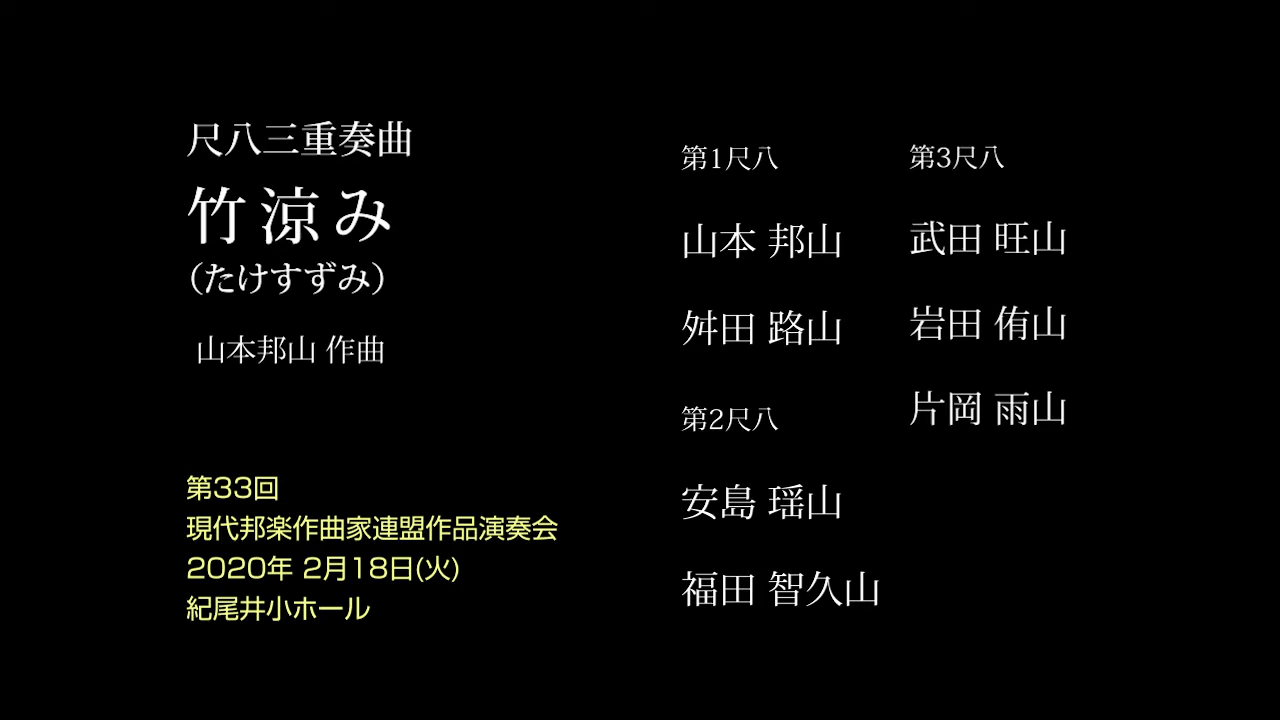 尺八三重奏曲
竹涼み
（たけすずみ）
山本邦山 作曲
第33回
現代邦楽作曲家連盟作品演奏会
2020年 2月18日(火)
紀尾井小ホール
第1尺八
山本 邦山
舛田 路山
第2尺八
安島 瑶山
福田 智久山
第3尺八
武田 旺山
岩田 侑山
片岡 雨山